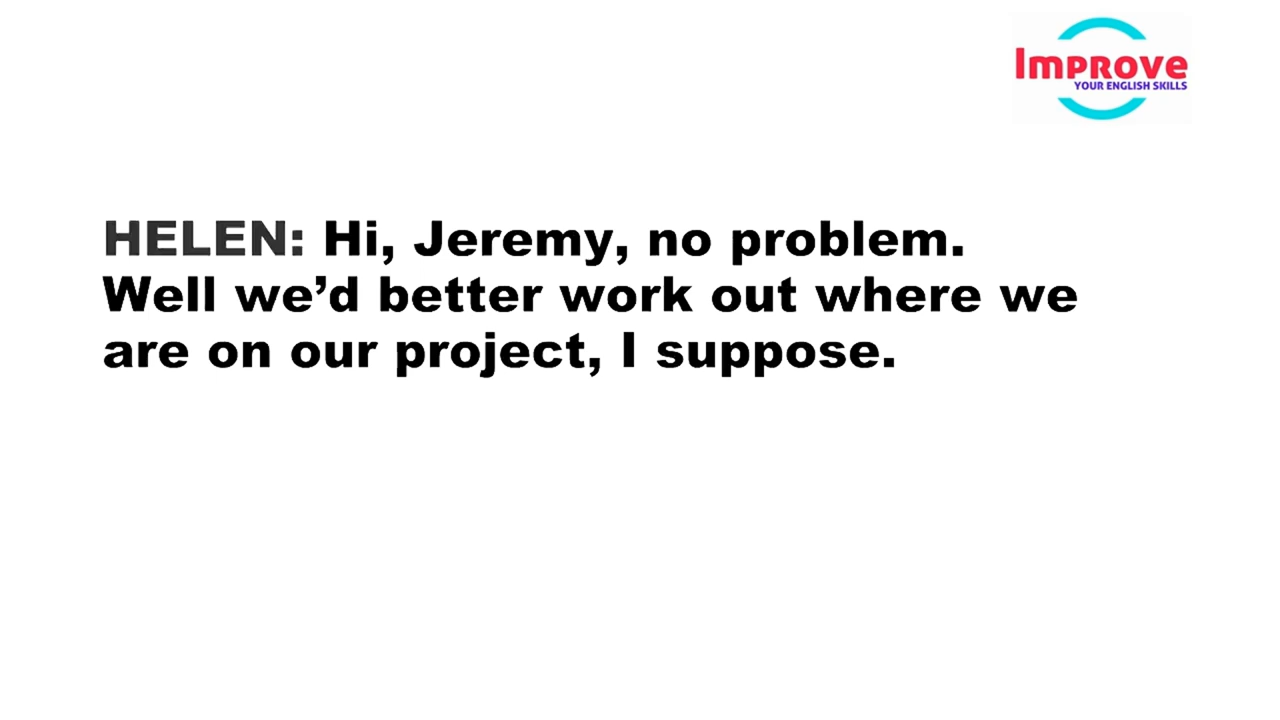 Improve
YOUR ENGLISH SKILLS
HELEN: Hi, Jeremy, no problem.
Well we’d better work out where we
are on our project, I suppose.